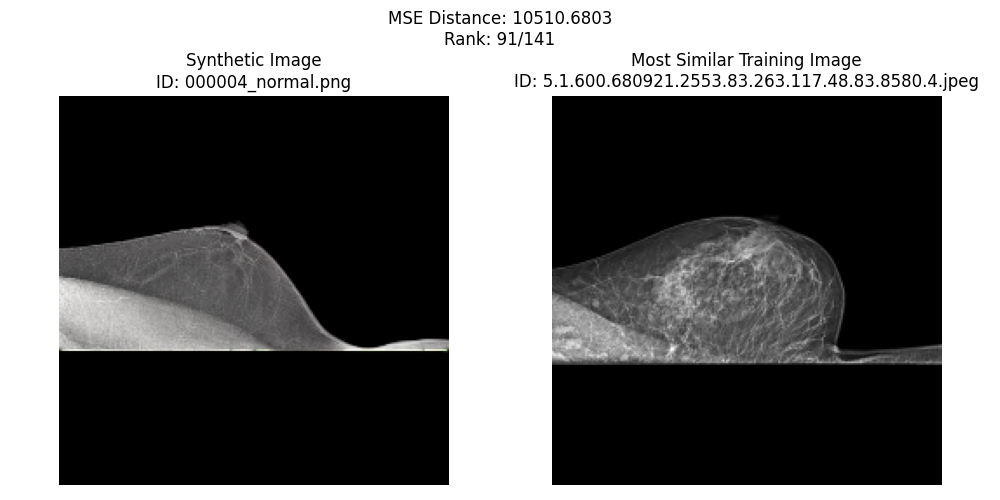 MSE Distance: 10510.6803
Rank: 91/141
Synthetic Image
ID: 000004_normal.png
Most Similar Training Image
ID: 5.1.600.680921.2553.83.263.117.48.83.8580.4.jpeg